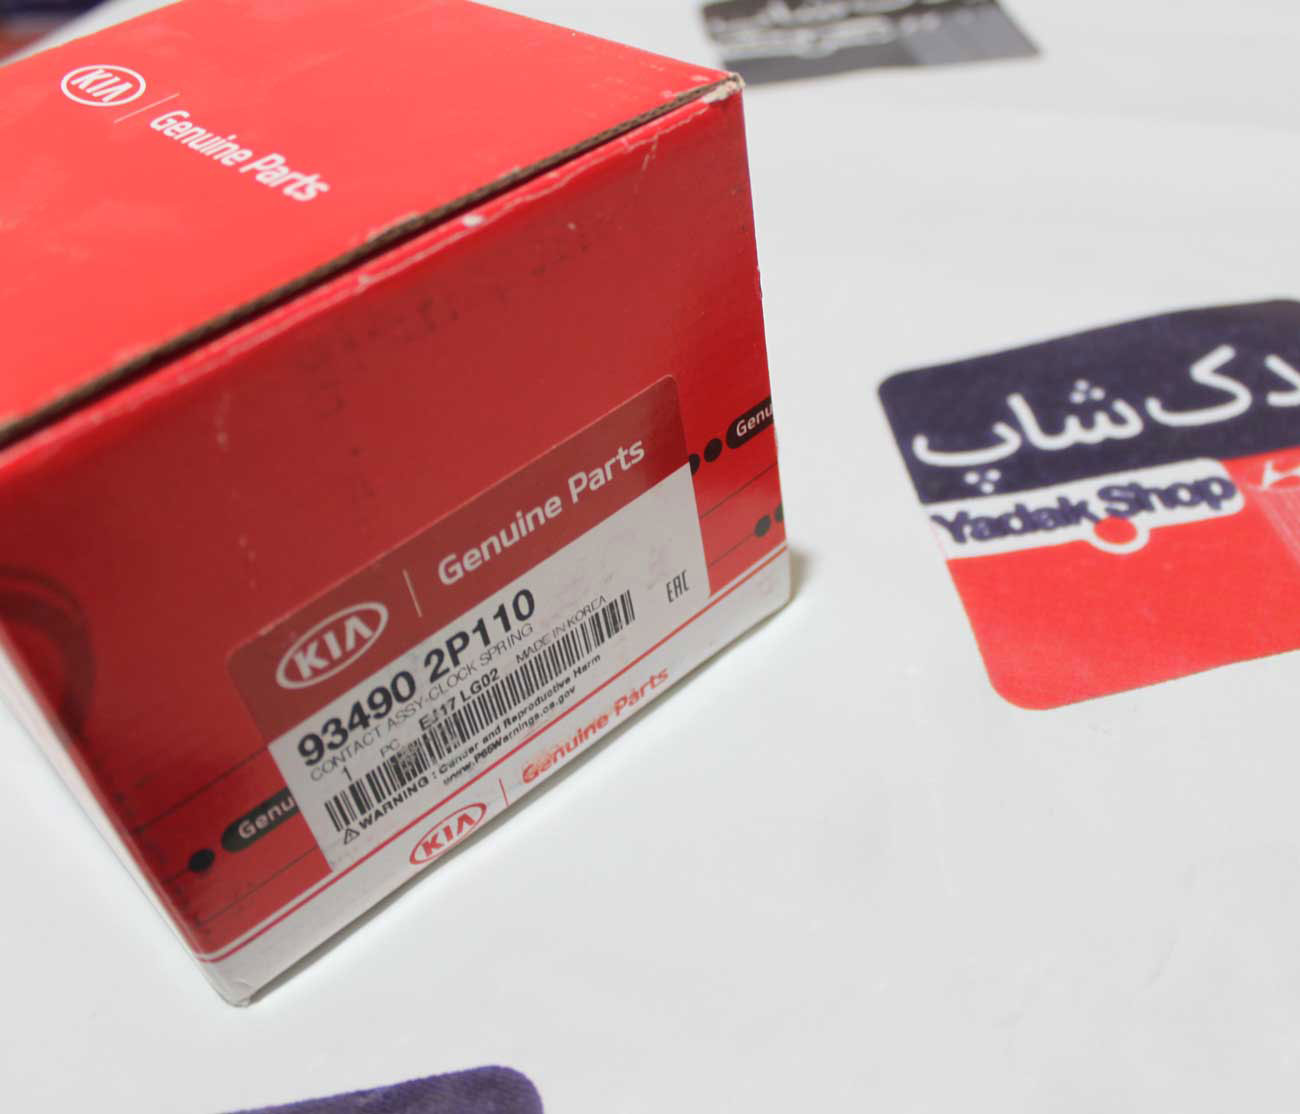 KIA Genuine Parts
KIA Genuine Parts
93490 2P110
CONTACT ASSY-CLOCK SPRING
1 PC EJ17 LG02 MADE IN KOREA
EAC
⚠WARNING : Cancer and Reproductive Harm
www.P65Warnings.ca.gov
KIA Genuine Parts
Genu
Genu
دک شاپ
Yadak Shop